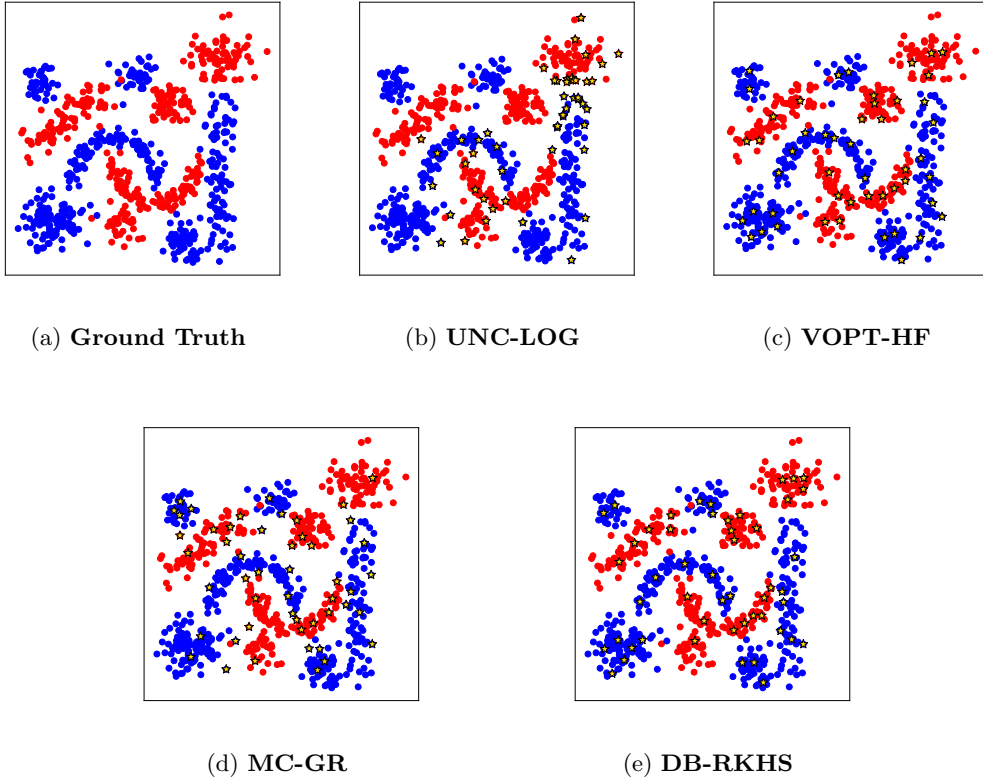 (a) Ground Truth
(b) UNC-LOG
(c) VOPT-HF
(d) MC-GR
(e) DB-RKHS